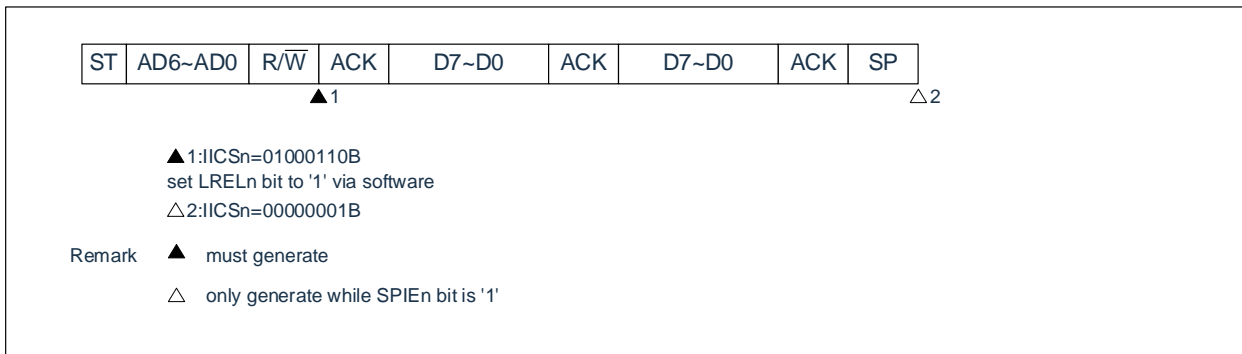 ST AD6~AD0 R/W̅ ACK D7~D0 ACK D7~D0 ACK SP
▲1 △2
▲1:IICSn=01000110B
set LRELn bit to '1' via software
△2:IICSn=00000001B
Remark ▲ must generate
△ only generate while SPIEn bit is '1'